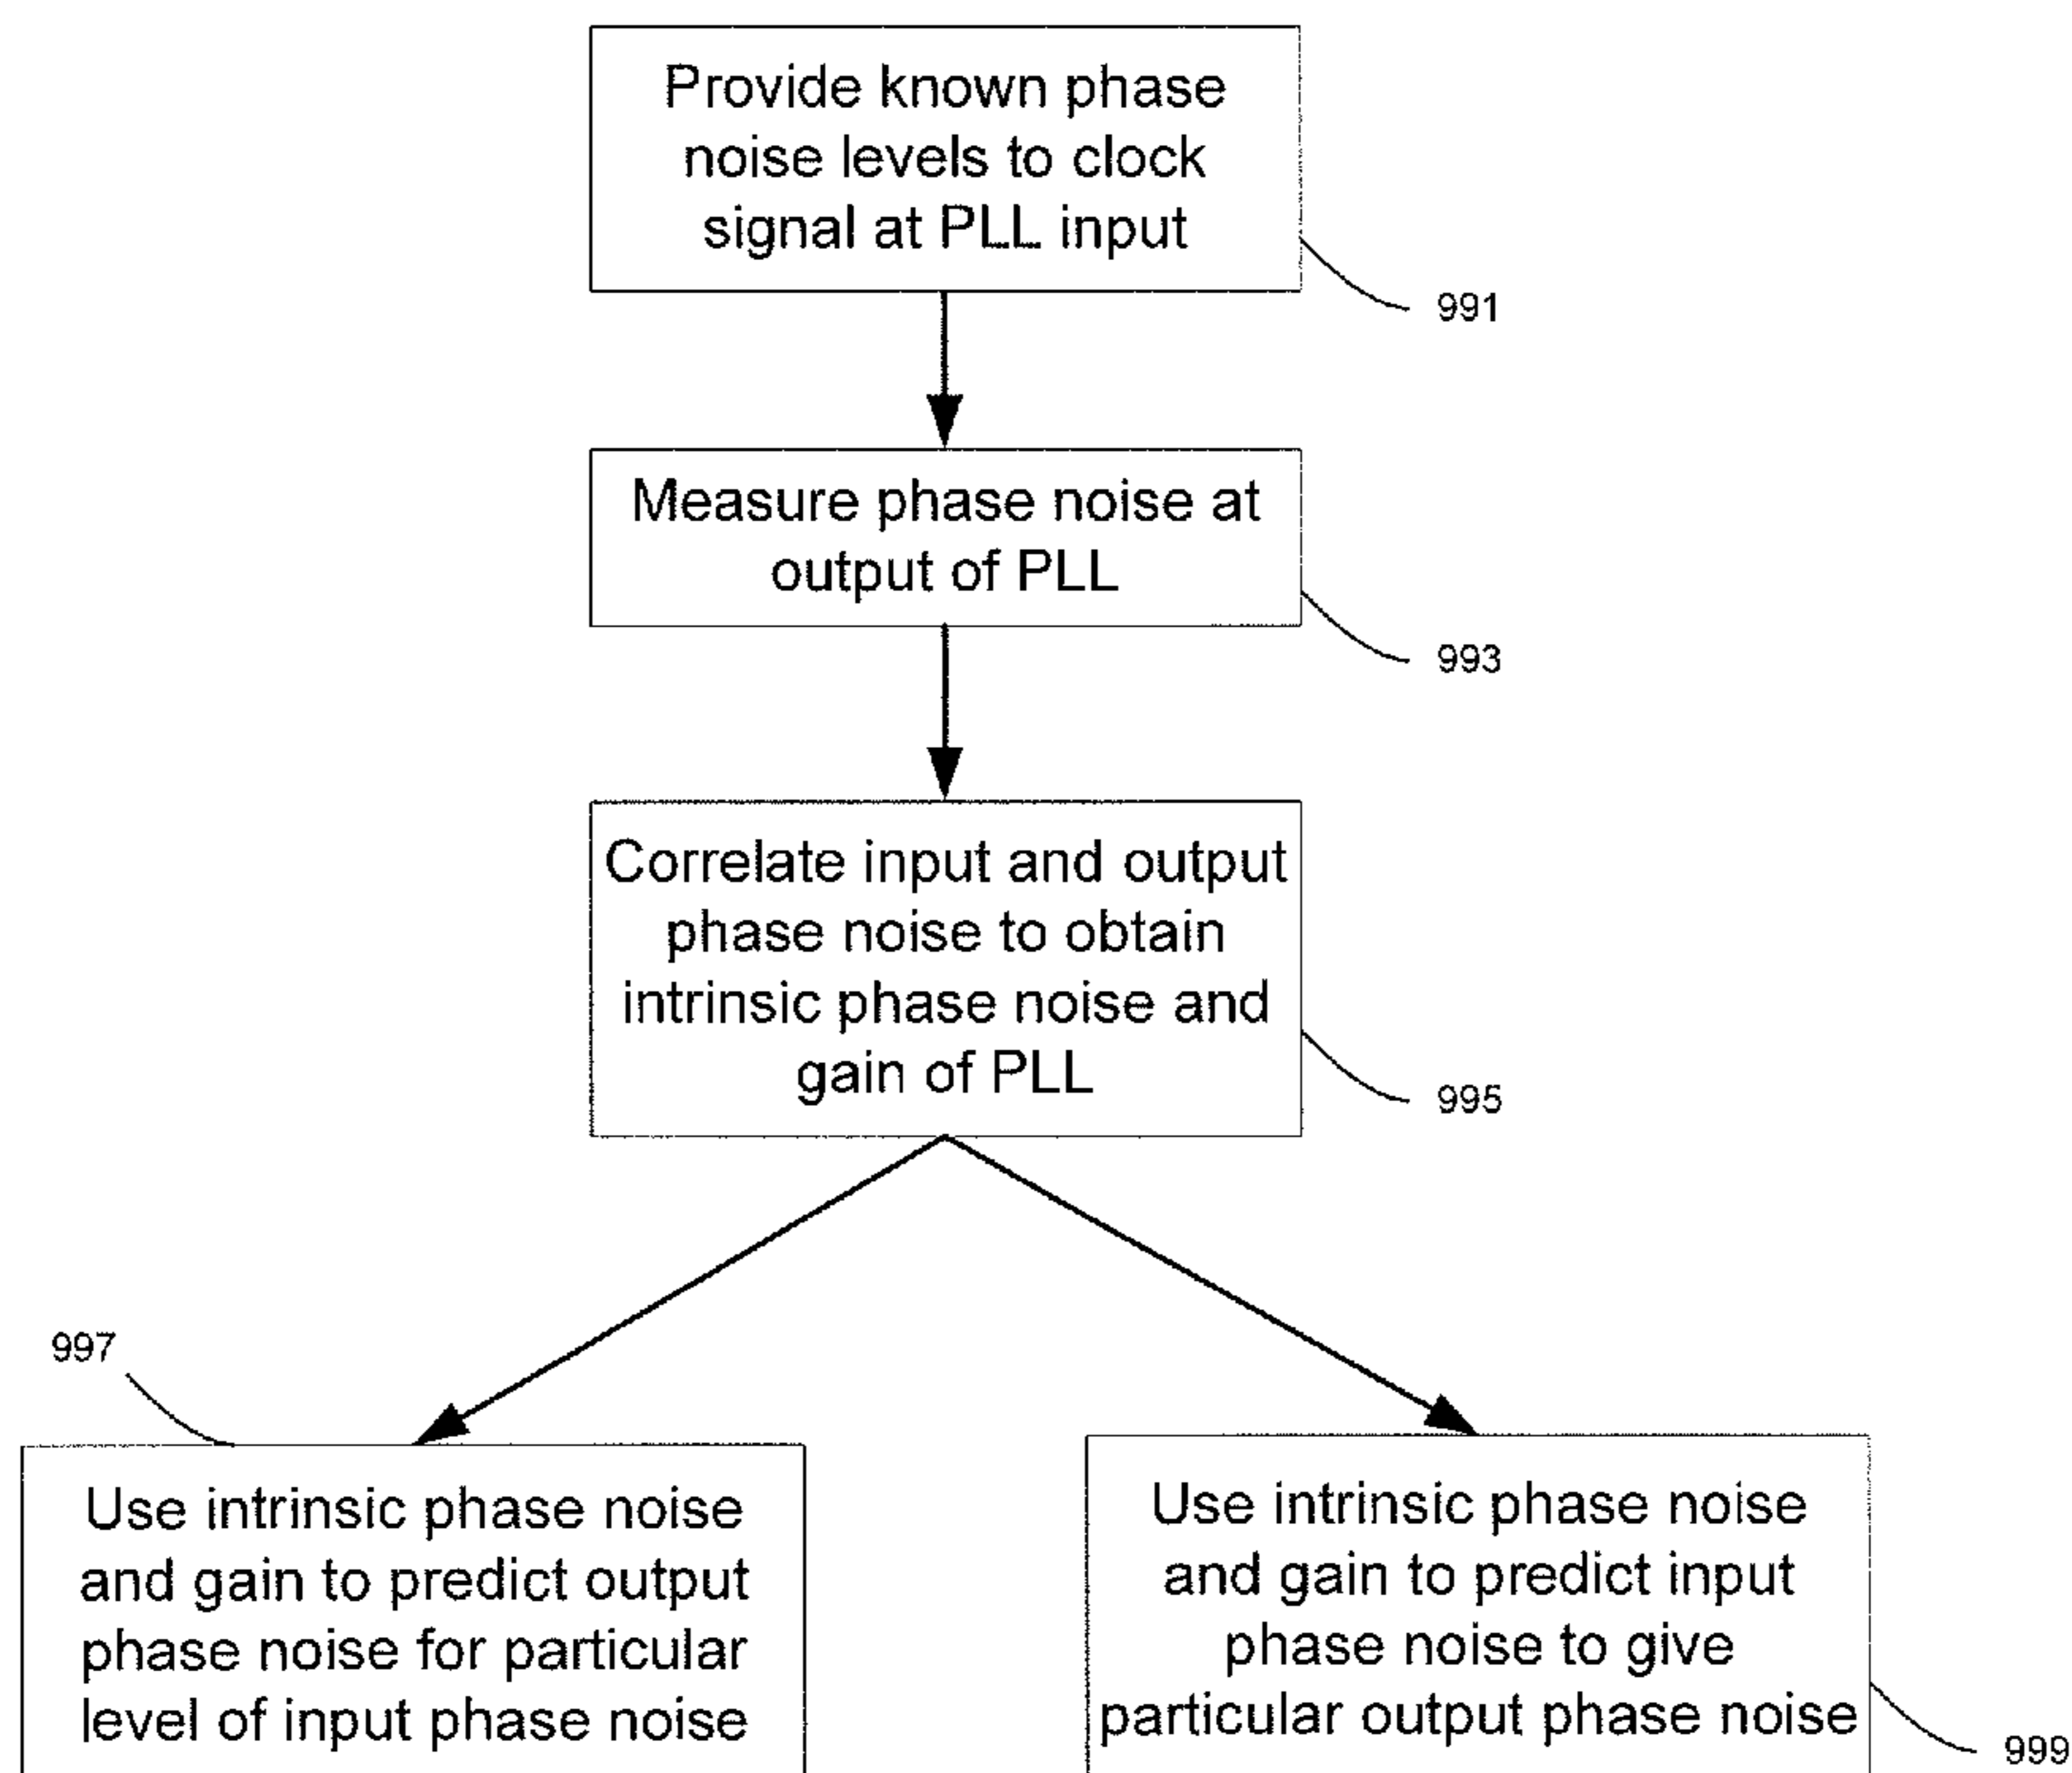 Provide known phase
noise levels to clock
signal at PLL input
991
Measure phase noise at
output of PLL
993
Correlate input and output
phase noise to obtain
intrinsic phase noise and
gain of PLL
995
997
Use intrinsic phase noise
and gain to predict output
phase noise for particular
level of input phase noise
Use intrinsic phase noise
and gain to predict input
phase noise to give
particular output phase noise
999